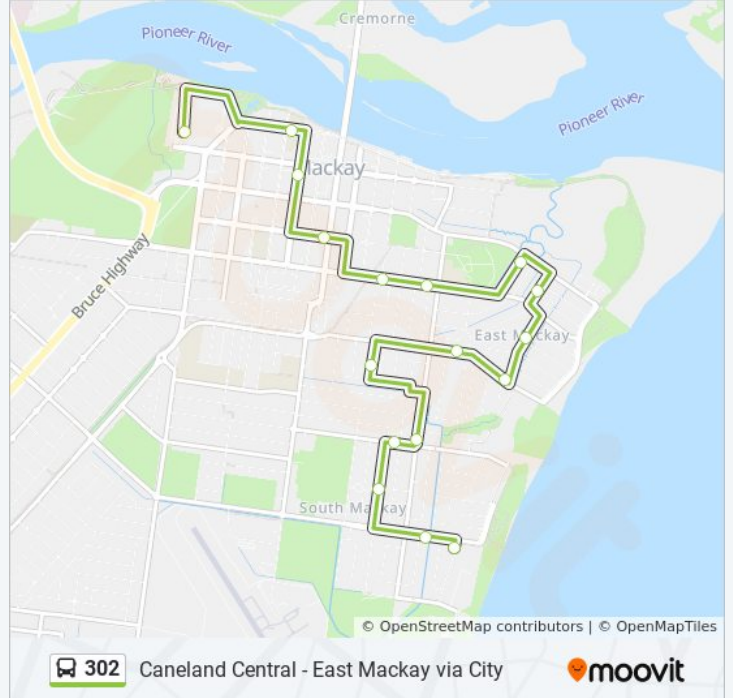 Cremorne
Pioneer River
Pioneer River
Mackay
Bruce Highway
East Mackay
South Mackay
© OpenStreetMap contributors | © OpenMapTiles
302 Caneland Central - East Mackay via City
moovit